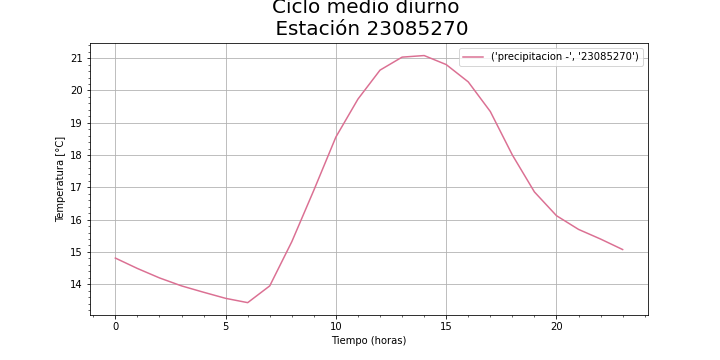 Ciclo medio diurno
Estación 23085270
('precipitacion -', '23085270')
21
20
19
18
17
16
15
14
Temperatura [°C]
0
5
10
15
20
Tiempo (horas)